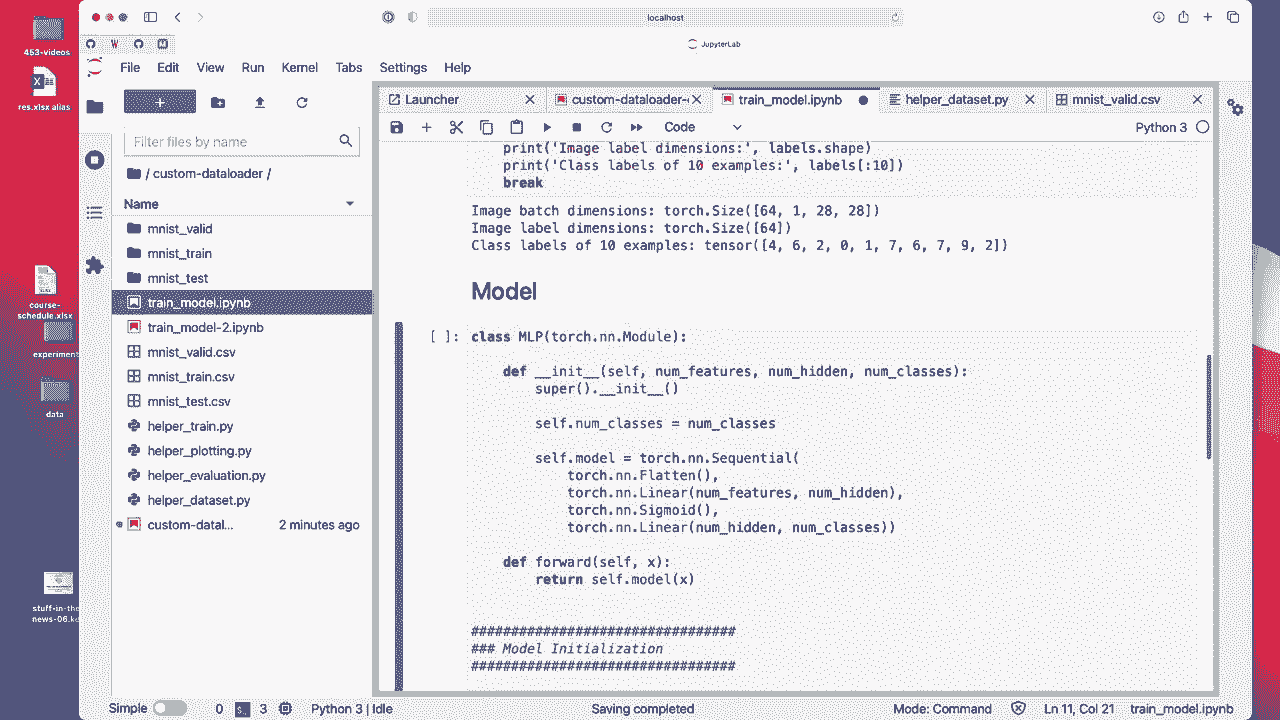 localhost
JupyterLab
File Edit View Run Kernel Tabs Settings Help
453-videos
res.xlsx alias
course-
schedule.xlsx
experiment
data
stuff-in-the
Filter files by name
/ custom-dataloader /
Name
mnist_valid
mnist_train
mnist_test
train_model.ipynb
train_model-2.ipynb
mnist_valid.csv
mnist_train.csv
mnist_test.csv
helper_train.py
helper_plotting.py
helper_evaluation.py
helper_dataset.py
custom-datal... 2 minutes ago
Launcher custom-dataloader- train_model.ipynb helper_dataset.py mnist_valid.csv
Code Python 3
print('Image label dimensions:', labels.shape)
print('Class labels of 10 examples:', labels[:10])
break
Image batch dimensions: torch.Size([64, 1, 28, 28])
Image label dimensions: torch.Size([64])
Class labels of 10 examples: tensor([4, 6, 2, 0, 1, 7, 6, 7, 9, 2])
Model
[ ]: class MLP(torch.nn.Module):
def __init__(self, num_features, num_hidden, num_classes):
super().__init__()
self.num_classes = num_classes
self.model = torch.nn.Sequential(
torch.nn.Flatten(),
torch.nn.Linear(num_features, num_hidden),
torch.nn.Sigmoid(),
torch.nn.Linear(num_hidden, num_classes))
def forward(self, x):
return self.model(x)
#################################
### Model Initialization
#################################
Simple 0 3 Python 3 | Idle Saving completed Mode: Command Ln 11, Col 21 train_model.ipynb